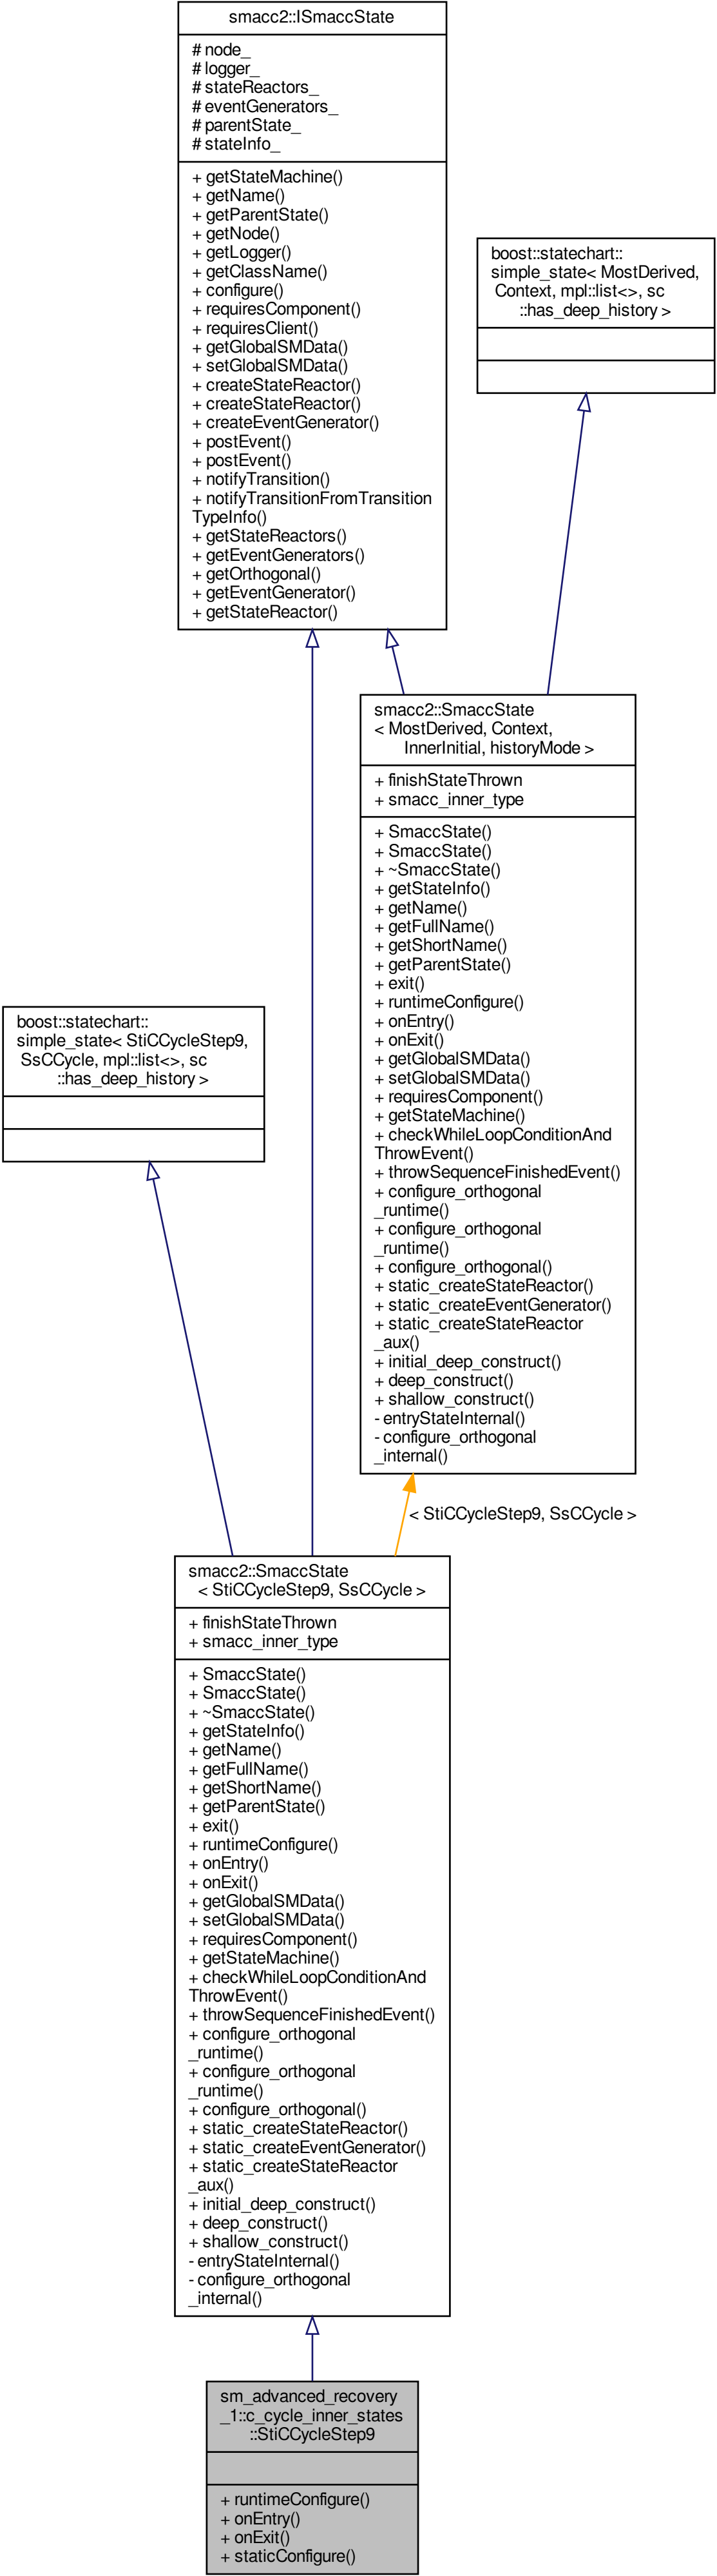 smacc2::ISmaccState
# node_
# logger_
# stateReactors_
# eventGenerators_
# parentState_
# stateInfo_
+ getStateMachine()
+ getName()
+ getParentState()
+ getNode()
+ getLogger()
+ getClassName()
+ configure()
+ requiresComponent()
+ requiresClient()
+ getGlobalSMData()
+ setGlobalSMData()
+ createStateReactor()
+ createStateReactor()
+ createEventGenerator()
+ postEvent()
+ postEvent()
+ notifyTransition()
+ notifyTransitionFromTransition
TypeInfo()
+ getStateReactors()
+ getEventGenerators()
+ getOrthogonal()
+ getEventGenerator()
+ getStateReactor()
boost::statechart::
simple_state< MostDerived,
Context, mpl::list<>, sc
::has_deep_history >
smacc2::SmaccState
< MostDerived, Context,
InnerInitial, historyMode >
+ finishStateThrown
+ smacc_inner_type
+ SmaccState()
+ SmaccState()
+ ~SmaccState()
+ getStateInfo()
+ getName()
+ getFullName()
+ getShortName()
+ getParentState()
+ exit()
+ runtimeConfigure()
+ onEntry()
+ onExit()
+ getGlobalSMData()
+ setGlobalSMData()
+ requiresComponent()
+ getStateMachine()
+ checkWhileLoopConditionAnd
ThrowEvent()
+ throwSequenceFinishedEvent()
+ configure_orthogonal
_runtime()
+ configure_orthogonal
_runtime()
+ configure_orthogonal()
+ static_createStateReactor()
+ static_createEventGenerator()
+ static_createStateReactor
_aux()
+ initial_deep_construct()
+ deep_construct()
+ shallow_construct()
- entryStateInternal()
- configure_orthogonal
_internal()
boost::statechart::
simple_state< StiCCycleStep9,
SsCCycle, mpl::list<>, sc
::has_deep_history >
< StiCCycleStep9, SsCCycle >
smacc2::SmaccState
< StiCCycleStep9, SsCCycle >
+ finishStateThrown
+ smacc_inner_type
+ SmaccState()
+ SmaccState()
+ ~SmaccState()
+ getStateInfo()
+ getName()
+ getFullName()
+ getShortName()
+ getParentState()
+ exit()
+ runtimeConfigure()
+ onEntry()
+ onExit()
+ getGlobalSMData()
+ setGlobalSMData()
+ requiresComponent()
+ getStateMachine()
+ checkWhileLoopConditionAnd
ThrowEvent()
+ throwSequenceFinishedEvent()
+ configure_orthogonal
_runtime()
+ configure_orthogonal
_runtime()
+ configure_orthogonal()
+ static_createStateReactor()
+ static_createEventGenerator()
+ static_createStateReactor
_aux()
+ initial_deep_construct()
+ deep_construct()
+ shallow_construct()
- entryStateInternal()
- configure_orthogonal
_internal()
sm_advanced_recovery
_1::c_cycle_inner_states
::StiCCycleStep9
+ runtimeConfigure()
+ onEntry()
+ onExit()
+ staticConfigure()